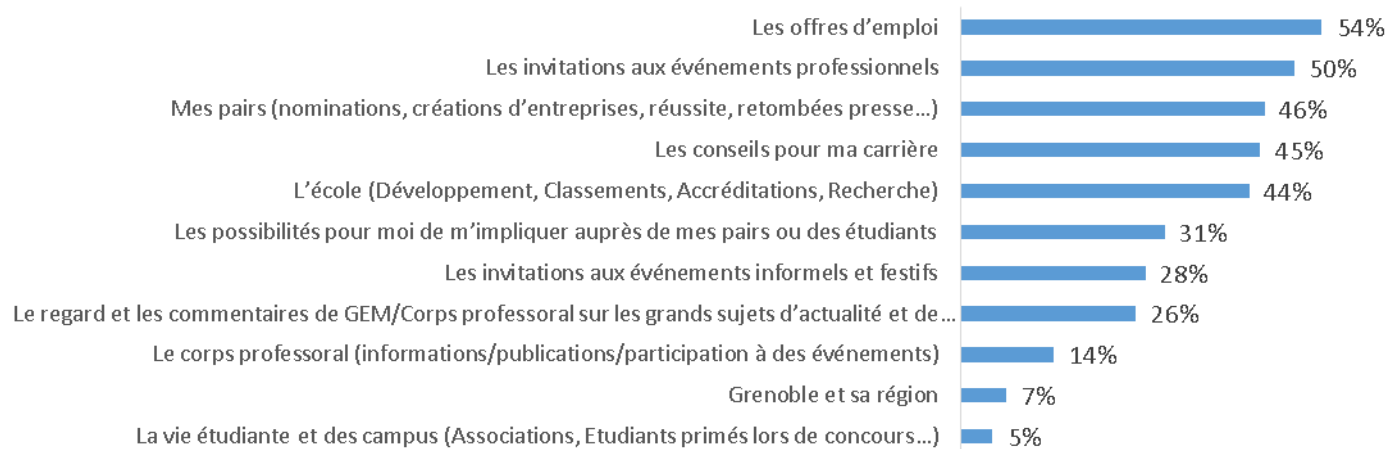 Les offres d’emploi 54%
Les invitations aux événements professionnels 50%
Mes pairs (nominations, créations d’entreprises, réussite, retombées presse…) 46%
Les conseils pour ma carrière 45%
L’école (Développement, Classements, Accréditations, Recherche) 44%
Les possibilités pour moi de m’impliquer auprès de mes pairs ou des étudiants 31%
Les invitations aux événements informels et festifs 28%
Le regard et les commentaires de GEM/Corps professoral sur les grands sujets d’actualité et de… 26%
Le corps professoral (informations/publications/participation à des événements) 14%
Grenoble et sa région 7%
La vie étudiante et des campus (Associations, Etudiants primés lors de concours…) 5%